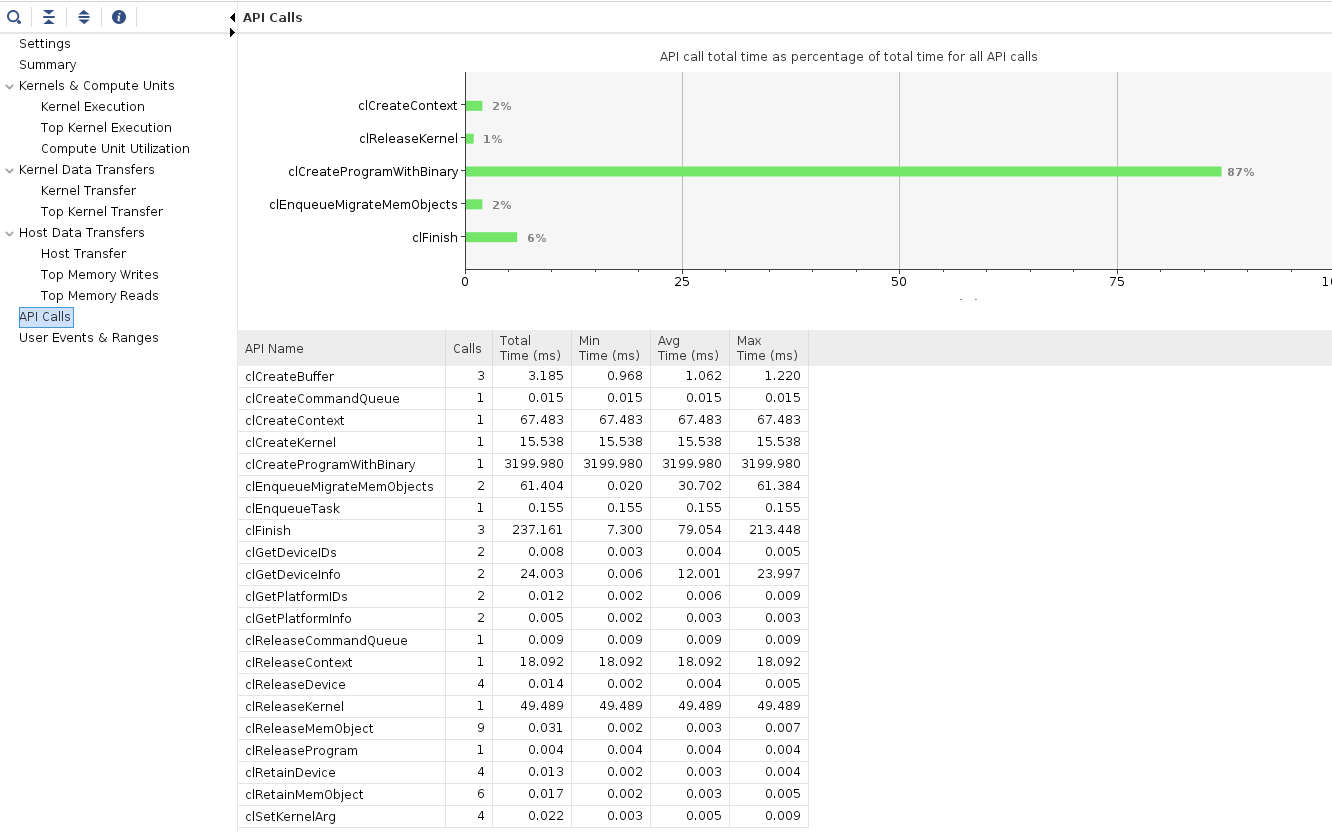 API Calls
Settings
Summary
Kernels & Compute Units
Kernel Execution
Top Kernel Execution
Compute Unit Utilization
Kernel Data Transfers
Kernel Transfer
Top Kernel Transfer
Host Data Transfers
Host Transfer
Top Memory Writes
Top Memory Reads
API Calls
User Events & Ranges
API call total time as percentage of total time for all API calls
clCreateContext 2%
clReleaseKernel 1%
clCreateProgramWithBinary 87%
clEnqueueMigrateMemObjects 2%
clFinish 6%
0 25 50 75
API Name Calls Total Time (ms) Min Time (ms) Avg Time (ms) Max Time (ms)
clCreateBuffer 3 3.185 0.968 1.062 1.220
clCreateCommandQueue 1 0.015 0.015 0.015 0.015
clCreateContext 1 67.483 67.483 67.483 67.483
clCreateKernel 1 15.538 15.538 15.538 15.538
clCreateProgramWithBinary 1 3199.980 3199.980 3199.980 3199.980
clEnqueueMigrateMemObjects 2 61.404 0.020 30.702 61.384
clEnqueueTask 1 0.155 0.155 0.155 0.155
clFinish 3 237.161 7.300 79.054 213.448
clGetDeviceIDs 2 0.008 0.003 0.004 0.005
clGetDeviceInfo 2 24.003 0.006 12.001 23.997
clGetPlatformIDs 2 0.012 0.002 0.006 0.009
clGetPlatformInfo 2 0.005 0.002 0.003 0.003
clReleaseCommandQueue 1 0.009 0.009 0.009 0.009
clReleaseContext 1 18.092 18.092 18.092 18.092
clReleaseDevice 4 0.014 0.002 0.004 0.005
clReleaseKernel 1 49.489 49.489 49.489 49.489
clReleaseMemObject 9 0.031 0.002 0.003 0.007
clReleaseProgram 1 0.004 0.004 0.004 0.004
clRetainDevice 4 0.013 0.002 0.003 0.004
clRetainMemObject 6 0.017 0.002 0.003 0.005
clSetKernelArg 4 0.022 0.003 0.005 0.009